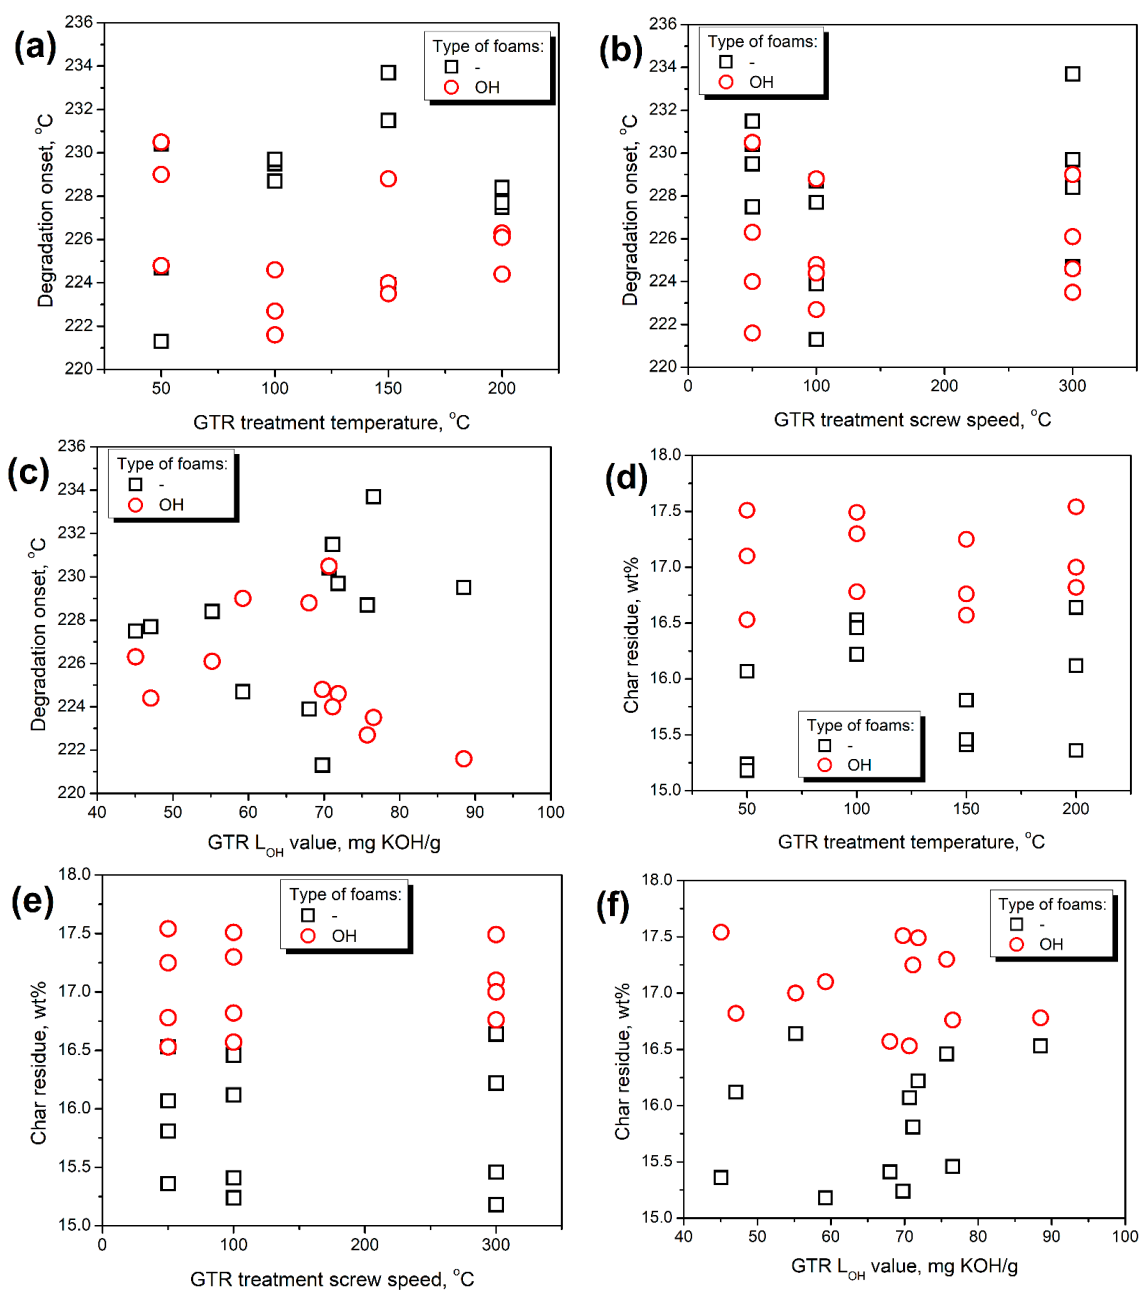 (a)
236
234
232
230
228
226
224
222
220
Degradation onset, °C
Type of foams:
-
OH
50
100
150
200
GTR treatment temperature, °C
(b)
236
234
232
230
228
226
224
222
220
Degradation onset, °C
Type of foams:
-
OH
0
100
200
300
GTR treatment screw speed, °C
(c)
236
234
232
230
228
226
224
222
220
Degradation onset, °C
Type of foams:
-
OH
40
50
60
70
80
90
100
GTR LOH value, mg KOH/g
(d)
18.0
17.5
17.0
16.5
16.0
15.5
15.0
Char residue, wt%
Type of foams:
-
OH
50
100
150
200
GTR treatment temperature, °C
(e)
18.0
17.5
17.0
16.5
16.0
15.5
15.0
Char residue, wt%
Type of foams:
-
OH
0
100
200
300
GTR treatment screw speed, °C
(f)
18.0
17.5
17.0
16.5
16.0
15.5
15.0
Char residue, wt%
Type of foams:
-
OH
40
50
60
70
80
90
100
GTR LOH value, mg KOH/g